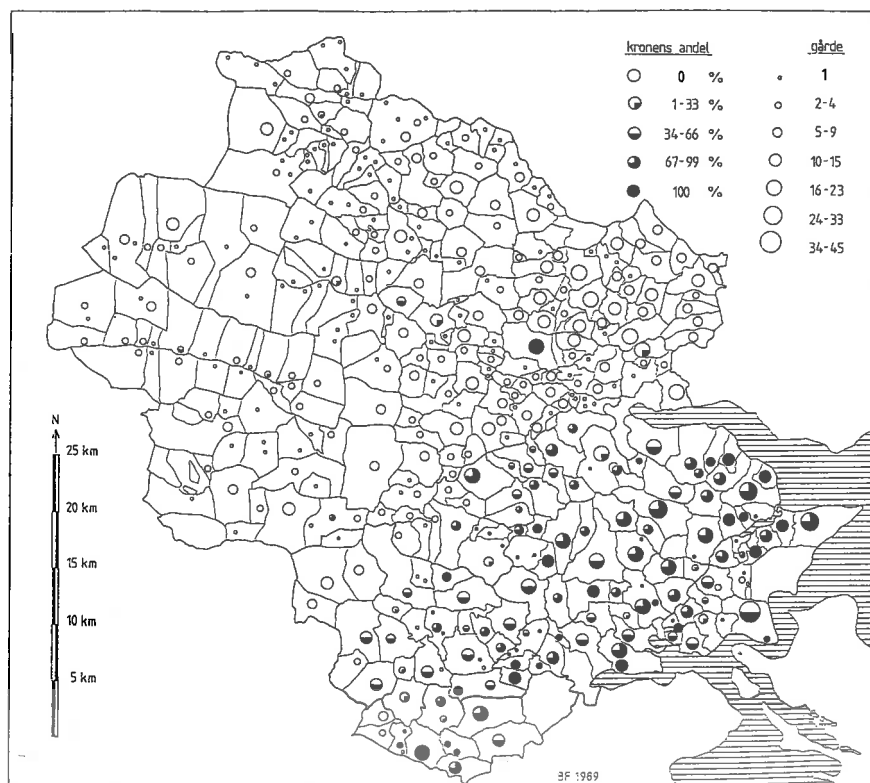 kronens andel
0 %
1-33 %
34-66 %
67-99 %
100 %
gårde
1
2-4
5-9
10-15
16-23
24-33
34-45
N
25 km
20 km
15 km
10 km
5 km
BF 1989